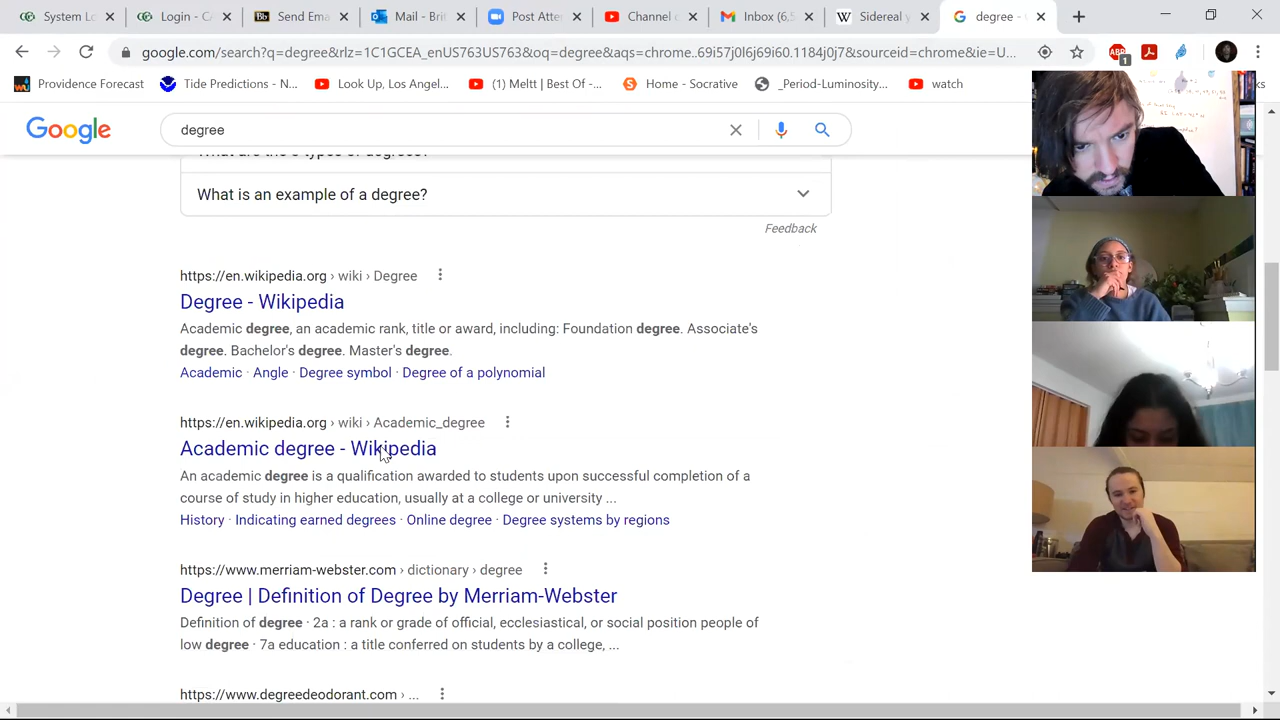 System Lo
Login - CA
Send Ema
Mail - Brit
Post Atter
Channel c
Inbox (6,5
Sidereal y
degree -
google.com/search?q=degree&rlz=1C1GCEA_enUS763US763&oq=degree&aqs=chrome..69i57j0l6j69i60.1184j0j7&sourceid=chrome&ie=U...
1
Providence Forecast
Tide Predictions - N...
Look Up, Los Angel...
(1) Melt | Best Of -...
Home - Socrative
_Period-Luminosity...
watch
ks
Google
degree
What is an example of a degree?
Feedback
https://en.wikipedia.org › wiki › Degree
Degree - Wikipedia
Academic degree, an academic rank, title or award, including: Foundation degree. Associate's
degree. Bachelor's degree. Master's degree.
Academic · Angle · Degree symbol · Degree of a polynomial
https://en.wikipedia.org › wiki › Academic_degree
Academic degree - Wikipedia
An academic degree is a qualification awarded to students upon successful completion of a
course of study in higher education, usually at a college or university ...
History · Indicating earned degrees · Online degree · Degree systems by regions
https://www.merriam-webster.com › dictionary › degree
Degree | Definition of Degree by Merriam-Webster
Definition of degree · 2a : a rank or grade of official, ecclesiastical, or social position people of
low degree · 7a education : a title conferred on students by a college, ...
https://www.degreedeodorant.com › ...